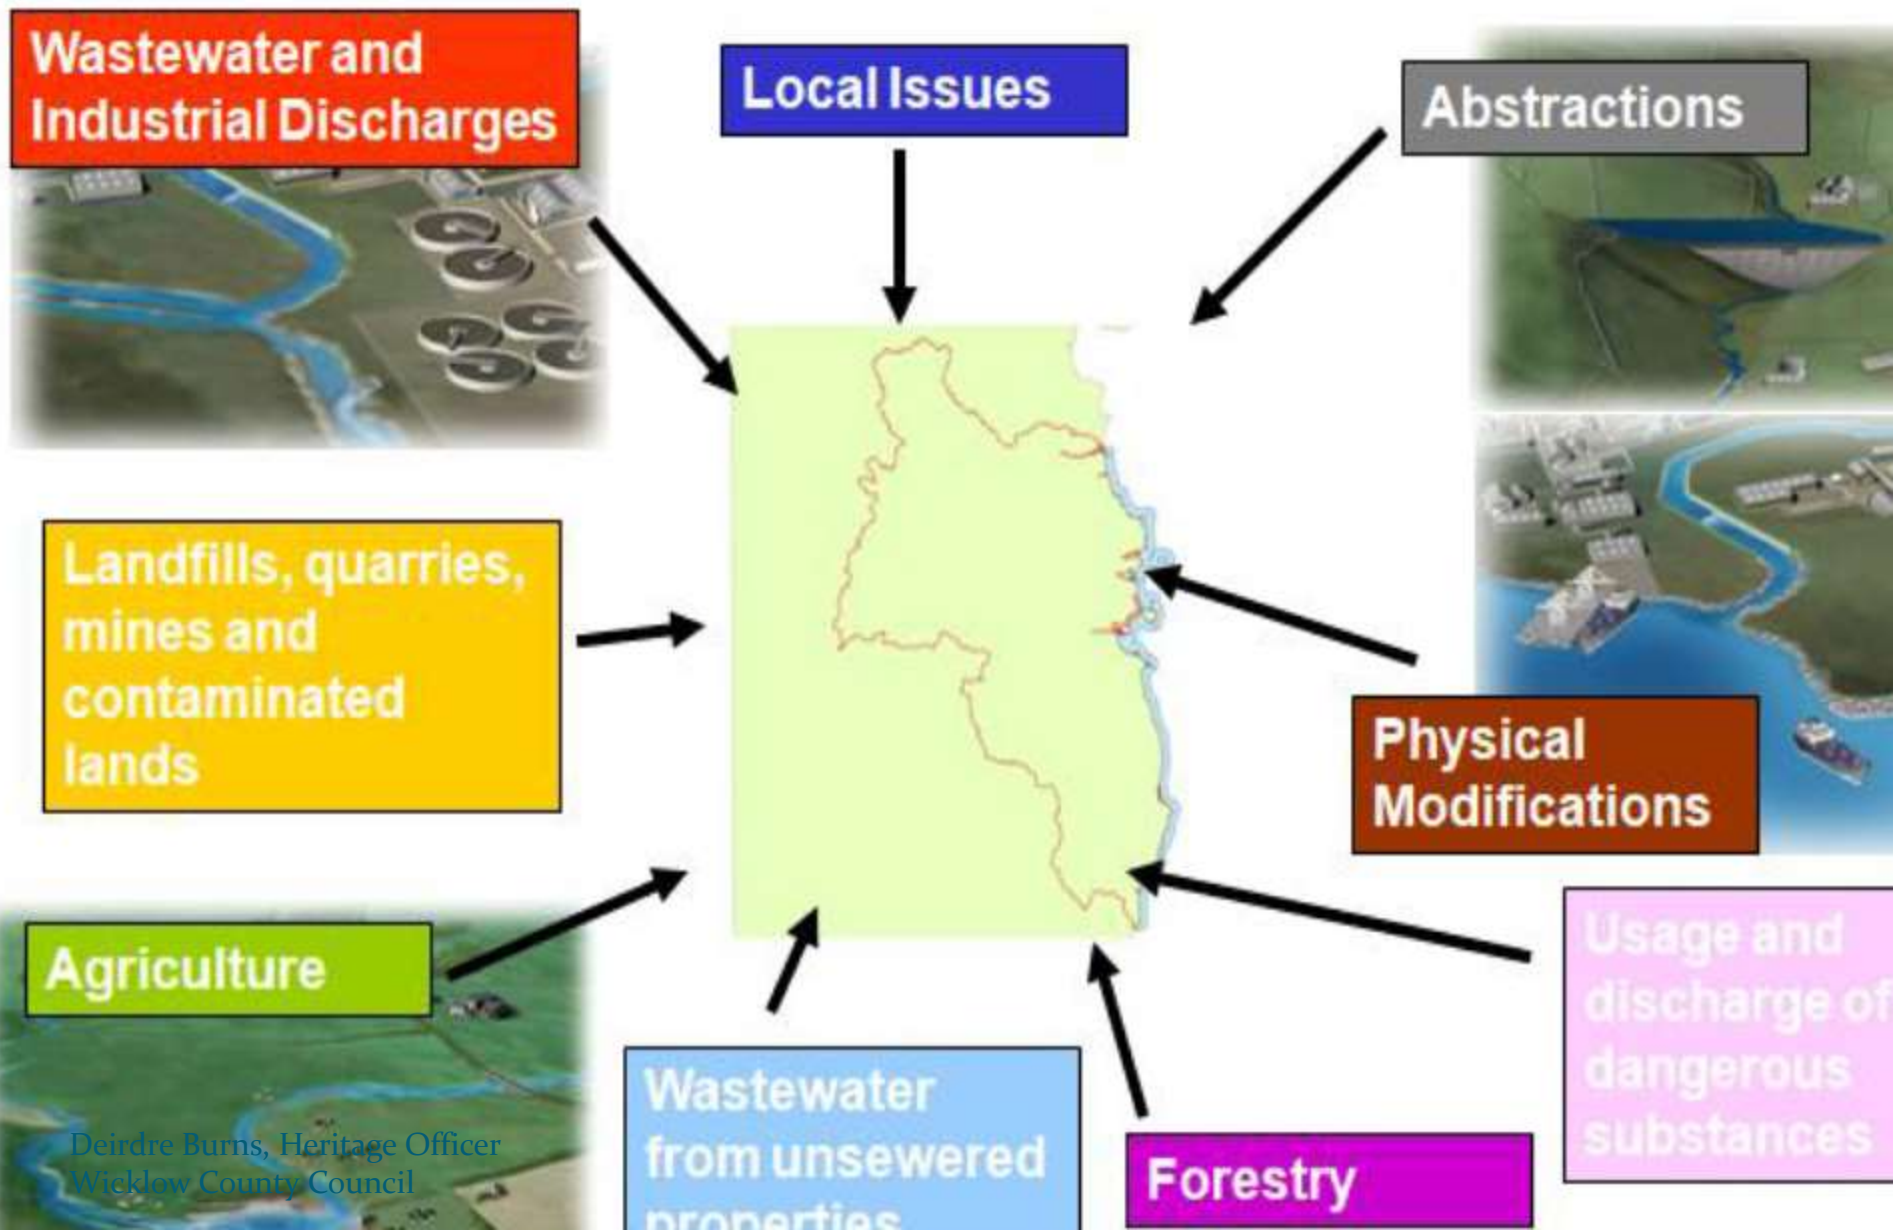 Wastewater and
Industrial Discharges
Local Issues
Abstractions
Landfills, quarries,
mines and
contaminated
lands
Physical
Modifications
Agriculture
Usage and
discharge of
dangerous
substances
Wastewater
from unsewered
properties
Forestry
Deirdre Burns, Heritage Officer
Wicklow County Council